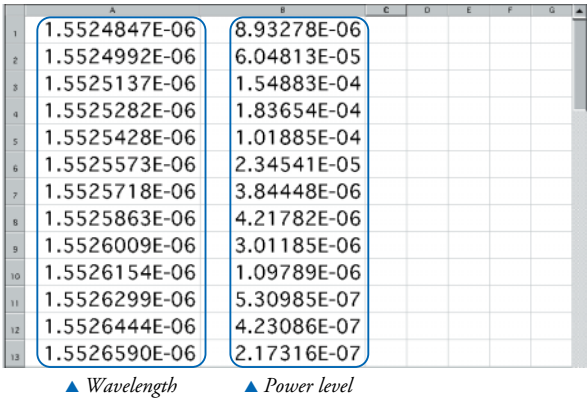 A B C D E F G
1 1.5524847E-06 8.93278E-06
2 1.5524992E-06 6.04813E-05
3 1.5525137E-06 1.54883E-04
4 1.5525282E-06 1.83654E-04
5 1.5525428E-06 1.01885E-04
6 1.5525573E-06 2.34541E-05
7 1.5525718E-06 3.84448E-06
8 1.5525863E-06 4.21782E-06
9 1.5526009E-06 3.01185E-06
10 1.5526154E-06 1.09789E-06
11 1.5526299E-06 5.30985E-07
12 1.5526444E-06 4.23086E-07
13 1.5526590E-06 2.17316E-07
▲ Wavelength ▲ Power level